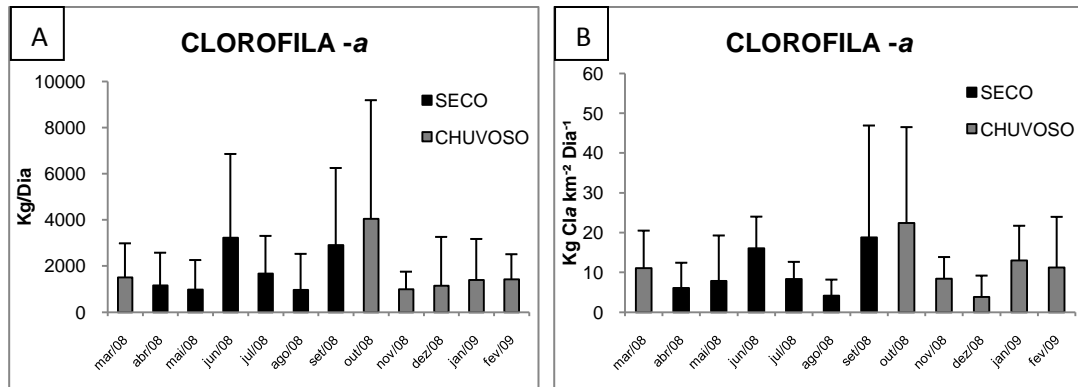 A
CLOROFILA -a
Kg/Dia
10000
8000
6000
4000
2000
0
SECO
CHUVOSO
mar/08
abr/08
mai/08
jun/08
jul/08
ago/08
set/08
out/08
nov/08
dez/08
jan/09
fev/09
B
CLOROFILA -a
Kg Cla km⁻² Dia⁻¹
60
50
40
30
20
10
0
SECO
CHUVOSO
mar/08
abr/08
mai/08
jun/08
jul/08
ago/08
set/08
out/08
nov/08
dez/08
jan/09
fev/09